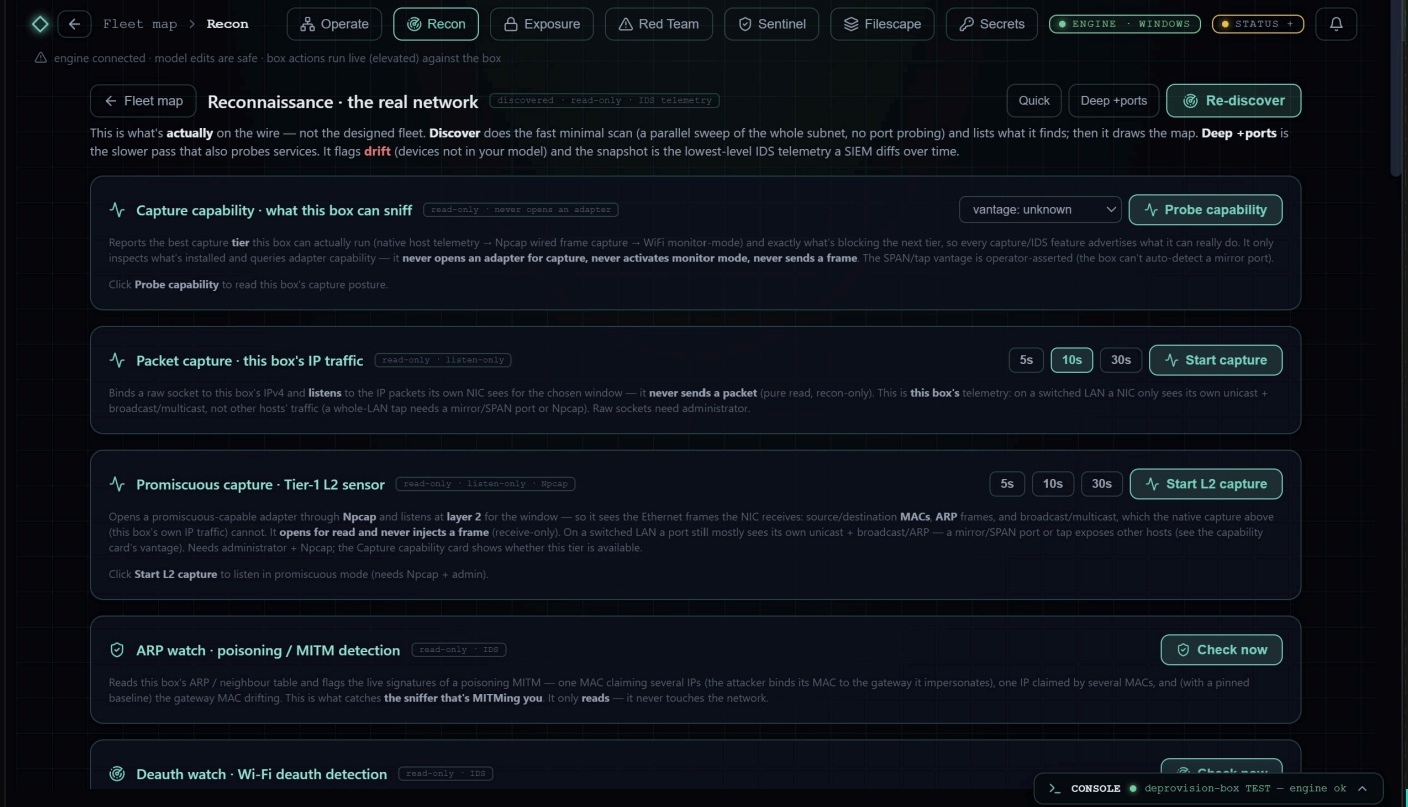 Fleet map > Recon
Operate
Recon
Exposure
Red Team
Sentinel
Filescape
Secrets
ENGINE · WINDOWS
STATUS +
engine connected · model edits are safe · box actions run live (elevated) against the box
Fleet map
Reconnaissance · the real network
discovered · read-only · IDS telemetry
Quick
Deep +ports
Re-discover
This is what's actually on the wire — not the designed fleet. Discover does the fast minimal scan (a parallel sweep of the whole subnet, no port probing) and lists what it finds; then it draws the map. Deep +ports is
the slower pass that also probes services. It flags drift (devices not in your model) and the snapshot is the lowest-level IDS telemetry a SIEM diffs over time.
Capture capability · what this box can sniff
read-only · never opens an adapter
vantage: unknown
Probe capability
Reports the best capture tier this box can actually run (native host telemetry → Npcap wired frame capture → WiFi monitor-mode) and exactly what's blocking the next tier, so every capture/IDS feature advertises what it can really do. It only
inspects what's installed and queries adapter capability — it never opens an adapter for capture, never activates monitor mode, never sends a frame. The SPAN/tap vantage is operator-asserted (the box can't auto-detect a mirror port).
Click Probe capability to read this box's capture posture.
Packet capture · this box's IP traffic
read-only · listen-only
5s
10s
30s
Start capture
Binds a raw socket to this box's IPv4 and listens to the IP packets its own NIC sees for the chosen window — it never sends a packet (pure read, recon-only). This is this box's telemetry: on a switched LAN a NIC only sees its own unicast +
broadcast/multicast, not other hosts' traffic (a whole-LAN tap needs a mirror/SPAN port or Npcap). Raw sockets need administrator.
Promiscuous capture · Tier-1 L2 sensor
read-only · listen-only · Npcap
5s
10s
30s
Start L2 capture
Opens a promiscuous-capable adapter through Npcap and listens at layer 2 for the window — so it sees the Ethernet frames the NIC receives: source/destination MACs, ARP frames, and broadcast/multicast, which the native capture above
(this box's own IP traffic) cannot. It opens for read and never injects a frame (receive-only). On a switched LAN a port still mostly sees its own unicast + broadcast/ARP — a mirror/SPAN port or tap exposes other hosts (see the capability
card's vantage). Needs administrator + Npcap; the Capture capability card shows whether this tier is available.
Click Start L2 capture to listen in promiscuous mode (needs Npcap + admin).
ARP watch · poisoning / MITM detection
read-only · IDS
Check now
Reads this box's ARP / neighbour table and flags the live signatures of a poisoning MITM — one MAC claiming several IPs (the attacker binds its MAC to the gateway it impersonates), one IP claimed by several MACs, and (with a pinned
baseline) the gateway MAC drifting. This is what catches the sniffer that's MITMing you. It only reads — it never touches the network.
Deauth watch · Wi-Fi deauth detection
read-only · IDS
Check now
>_ CONSOLE deprovision-box TEST — engine ok